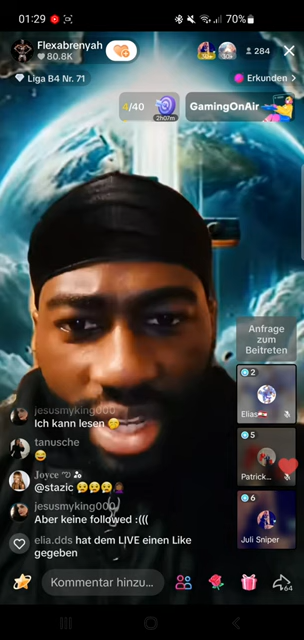 01:29
70%
Flexabrenyah
80.8K
284
Liga B4 Nr. 71
Erkunden >
4/40
2h07m
GamingOnAir
Anfrage
zum
Beitreten
2
Elias
5
Patrick...
6
Juli Sniper
jesusmyking000
Ich kann lesen
tanusche
Joyce
@stazic
jesusmyking000
Aber keine followed :(((
elia.dds hat dem LIVE einen Like
gegeben
Kommentar hinzu...
64